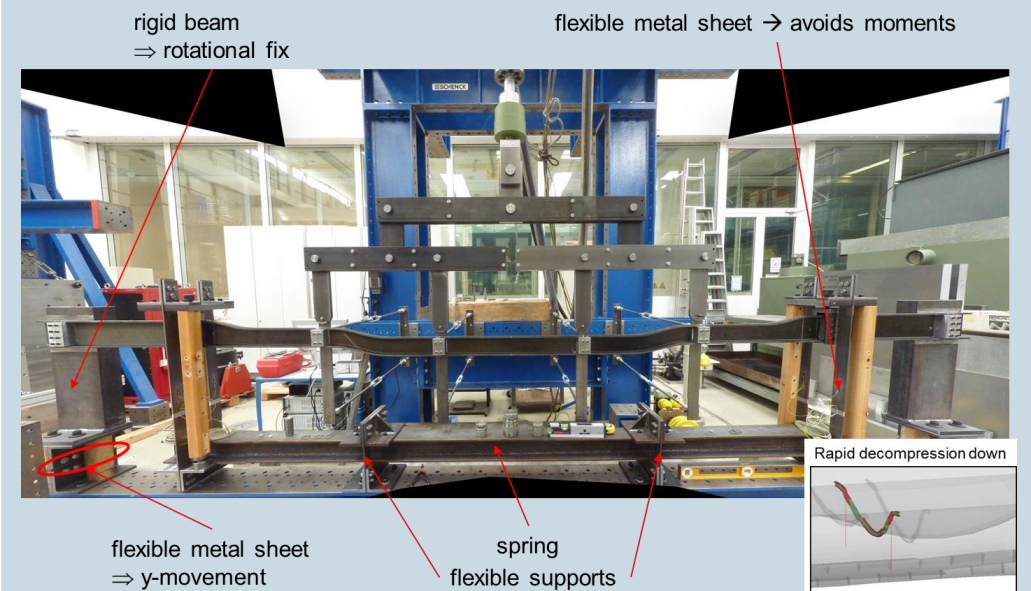 rigid beam
⇒ rotational fix
flexible metal sheet → avoids moments
SCHENCK
Rapid decompression down
flexible metal sheet
⇒ y-movement
spring
flexible supports